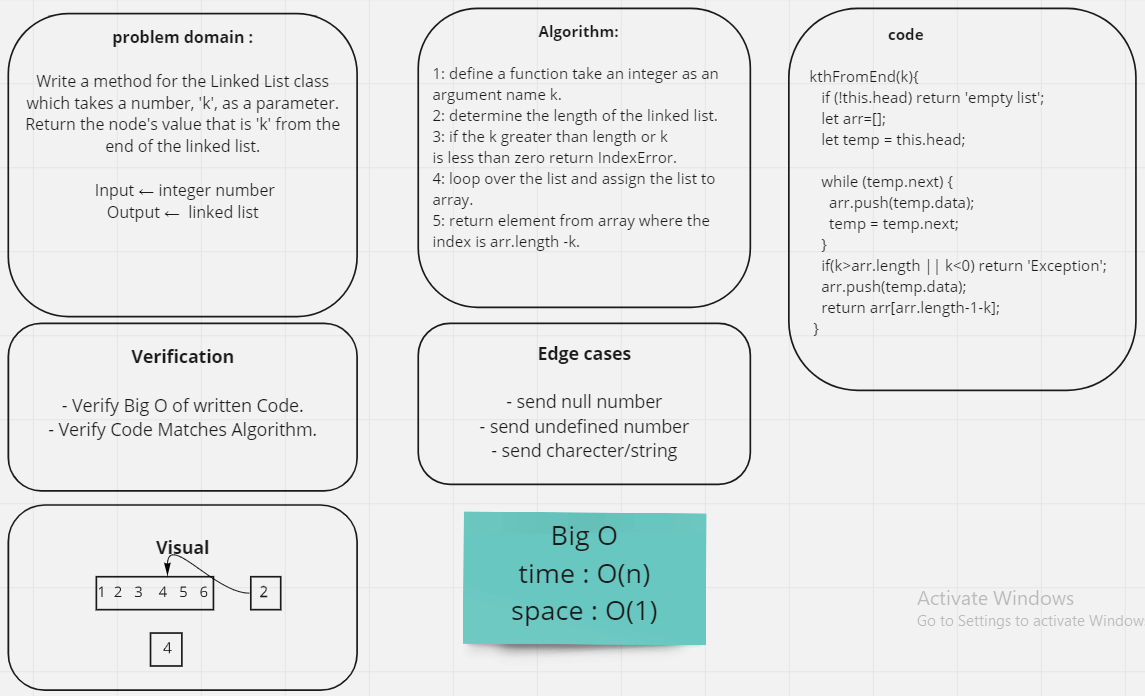 problem domain :
Write a method for the Linked List class
which takes a number, 'k', as a parameter.
Return the node's value that is 'k' from the
end of the linked list.
Input ← integer number
Output ← linked list
Algorithm:
1: define a function take an integer as an
argument name k.
2: determine the length of the linked list.
3: if the k greater than length or k
is less than zero return IndexError.
4: loop over the list and assign the list to
array.
5: return element from array where the
index is arr.length -k.
code
kthFromEnd(k){
if (!this.head) return 'empty list';
let arr=[];
let temp = this.head;
while (temp.next) {
arr.push(temp.data);
temp = temp.next;
}
if(k>arr.length || k<0) return 'Exception';
arr.push(temp.data);
return arr[arr.length-1-k];
}
Verification
- Verify Big O of written Code.
- Verify Code Matches Algorithm.
Edge cases
- send null number
- send undefined number
- send charecter/string
Visual
1 2 3 4 5 6
2
4
Big O
time : O(n)
space : O(1)
Activate Windows
Go to Settings to activate Window